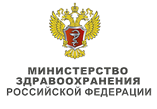 МИНИСТЕРСТВО
ЗДРАВООХРАНЕНИЯ
РОССИЙСКОЙ ФЕДЕРАЦИИ